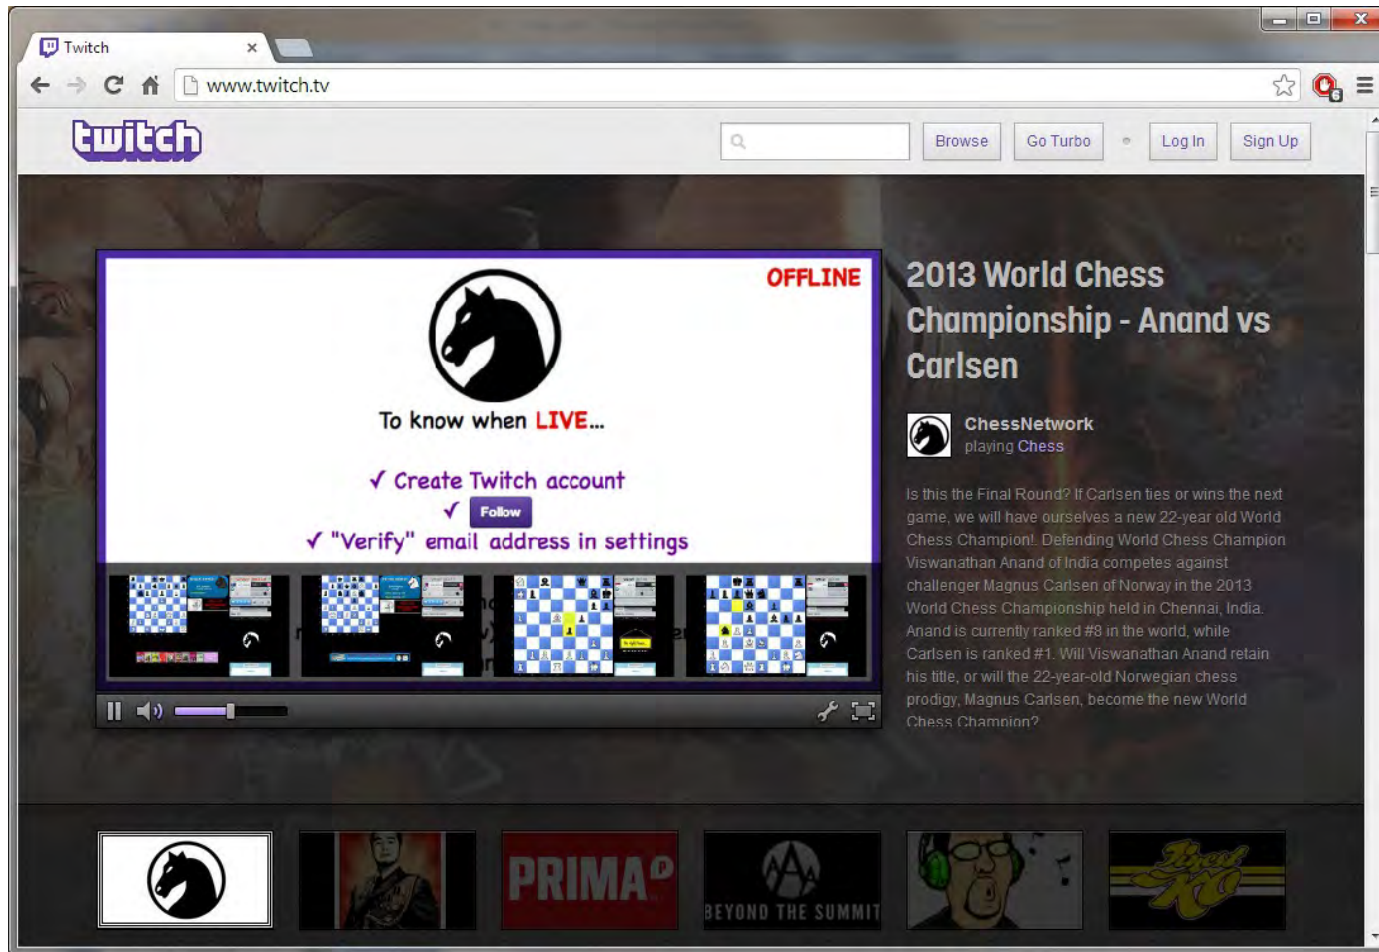 Twitch
www.twitch.tv
6
twitch
Browse
Go Turbo
Log In
Sign Up
OFFLINE
To know when LIVE...
✓ Create Twitch account
✓ Follow
✓ "Verify" email address in settings
2013 World Chess
Championship - Anand vs
Carlsen
ChessNetwork
playing Chess
Is this the Final Round? If Carlsen ties or wins the next
game, we will have ourselves a new 22-year old World
Chess Champion!. Defending World Chess Champion
Viswanathan Anand of India competes against
challenger Magnus Carlsen of Norway in the 2013
World Chess Championship held in Chennai, India.
Anand is currently ranked #8 in the world, while
Carlsen is ranked #1. Will Viswanathan Anand retain
his title, or will the 22-year-old Norwegian chess
prodigy, Magnus Carlsen, become the new World
Chess Champion?
PRIMA P
BEYOND THE SUMMIT
KO